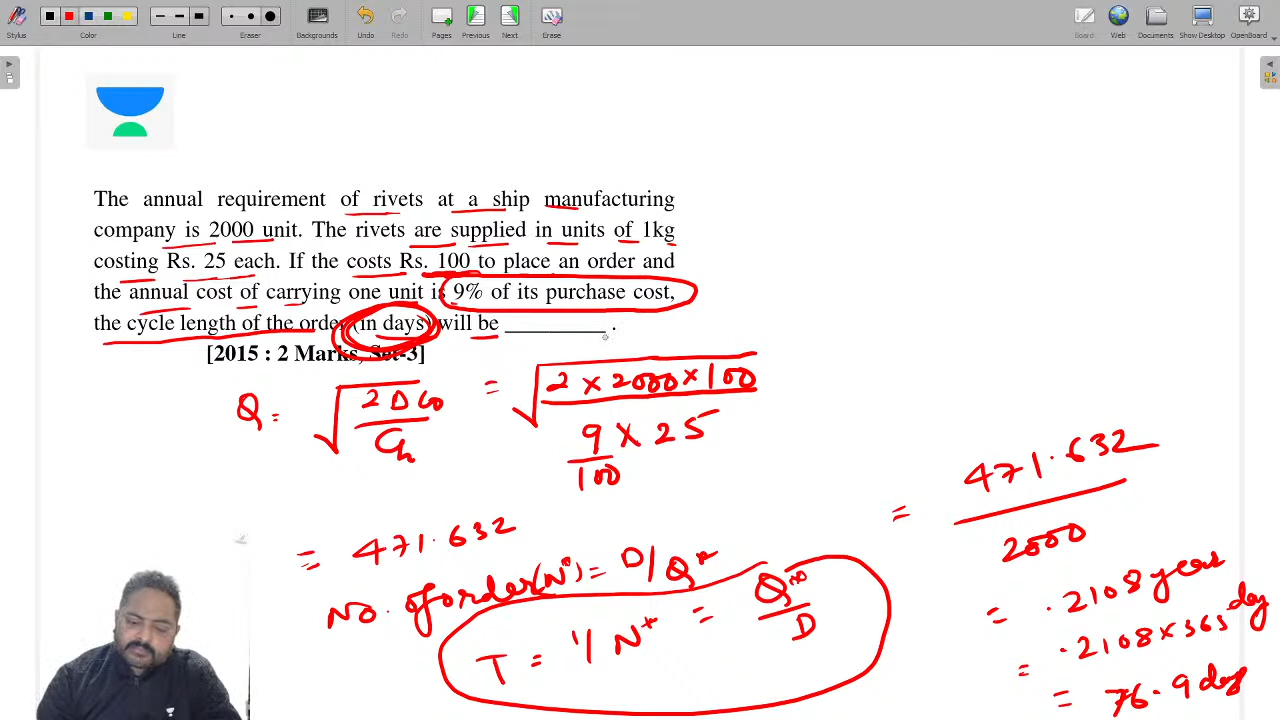 Stylus
Color
Line
Eraser
Backgrounds
Undo
Redo
Pages
Previous
Next
Erase
Board
Web
Documents
Show Desktop
OpenBoard
The annual requirement of rivets at a ship manufacturing
company is 2000 unit. The rivets are supplied in units of 1kg
costing Rs. 25 each. If the costs Rs. 100 to place an order and
the annual cost of carrying one unit is 9% of its purchase cost,
the cycle length of the order (in days) will be __________ .
[2015 : 2 Marks, Set-3]
Q = √(2DCo/Ch) = √(2 × 2000 × 100 / (9/100 × 25))
= 471.632
No. of order (N*) = D/Q*
T = 1/N* = Q*/D
= 471.632/2000
= .2108 year
= .2108 × 365 day
= 76.9 day